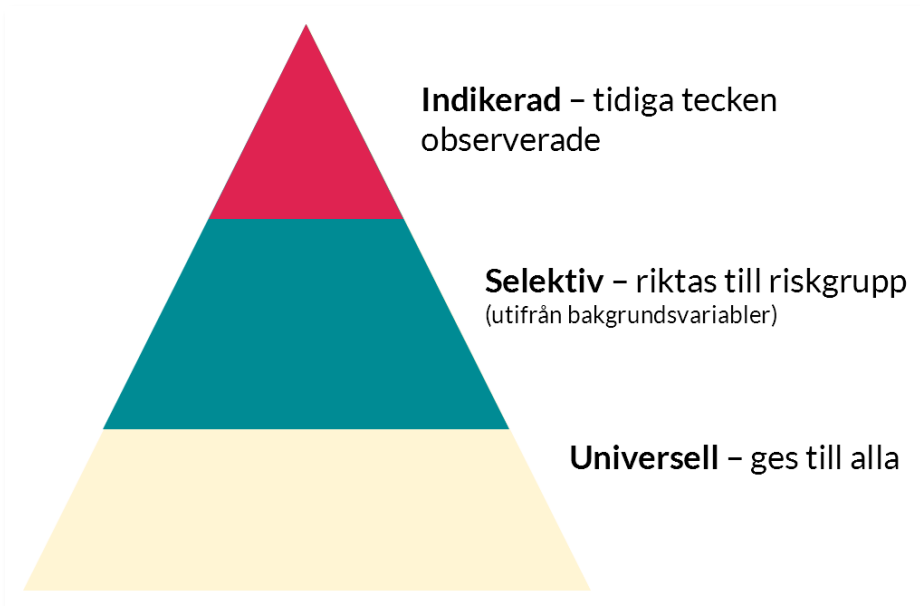 Indikerad – tidiga tecken
observerade
Selektiv – riktas till riskgrupp
(utifrån bakgrundsvariabler)
Universell – ges till alla